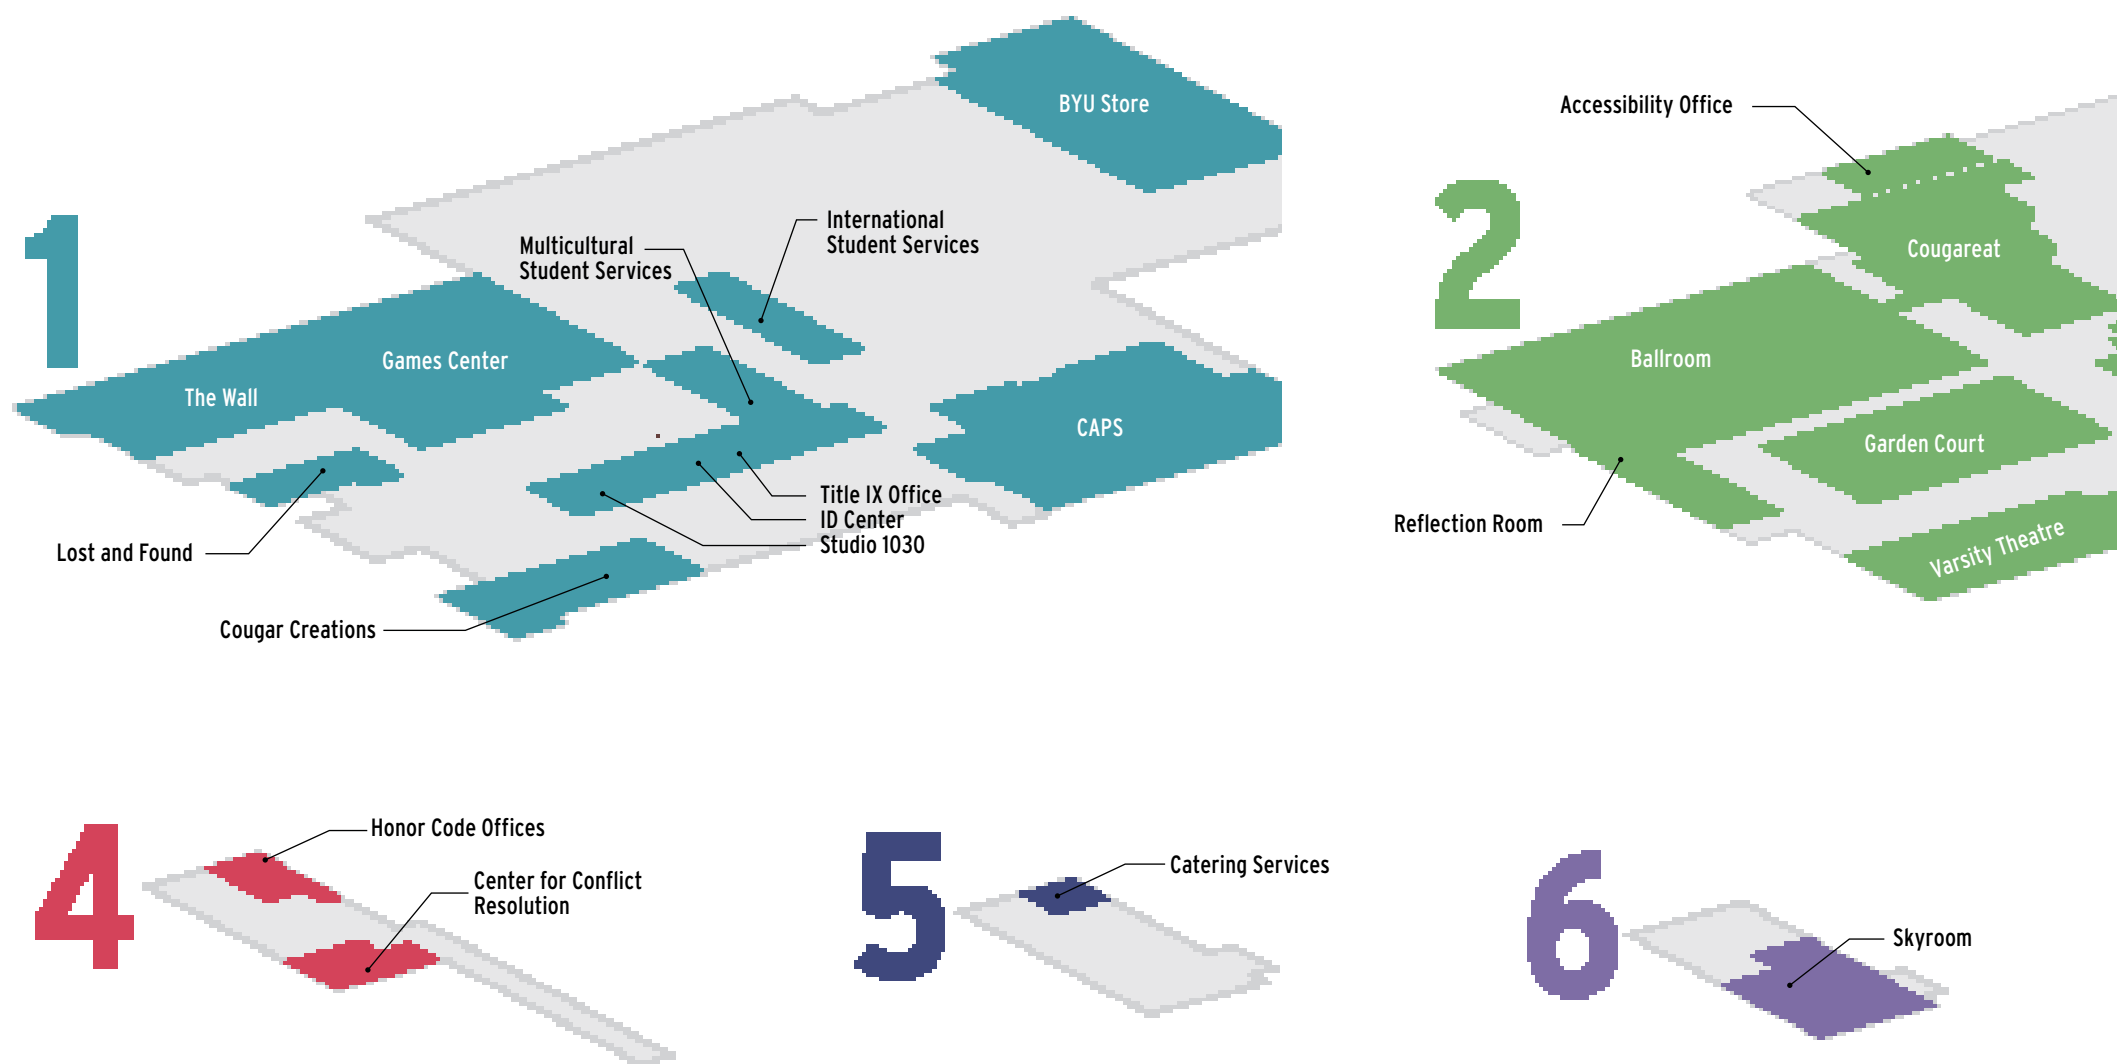 1
BYU Store
International
Student Services
Multicultural
Student Services
Games Center
The Wall
CAPS
Title IX Office
ID Center
Studio 1030
Lost and Found
Cougar Creations
2
Accessibility Office
Cougareat
Ballroom
Garden Court
Reflection Room
Varsity Theatre
4
Honor Code Offices
Center for Conflict
Resolution
5
Catering Services
6
Skyroom